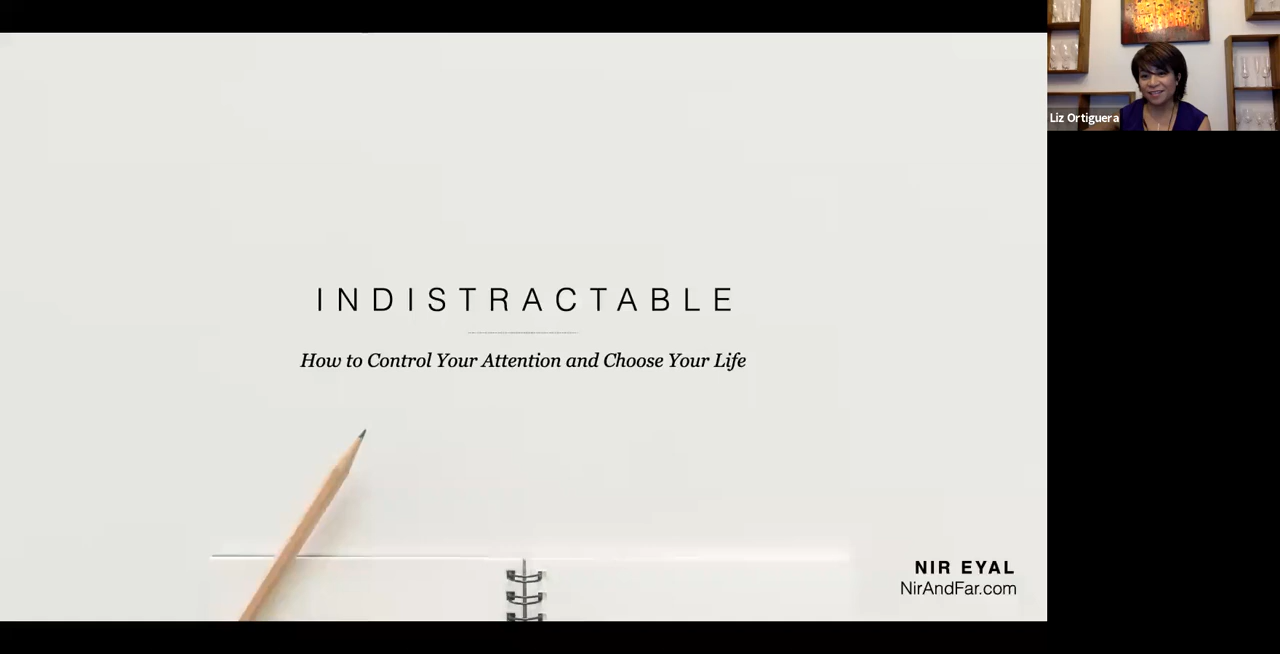 Liz Ortiguera
INDISTRACTABLE
How to Control Your Attention and Choose Your Life
NIR EYAL
NirAndFar.com